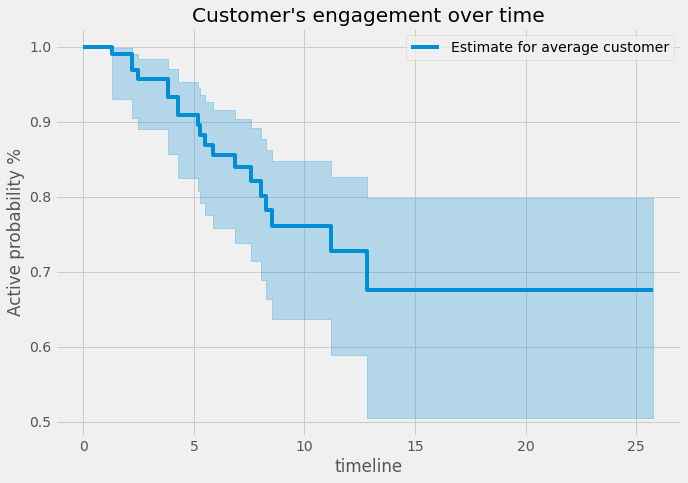 Customer's engagement over time
Estimate for average customer
Active probability %
1.0
0.9
0.8
0.7
0.6
0.5
0 5 10 15 20 25
timeline